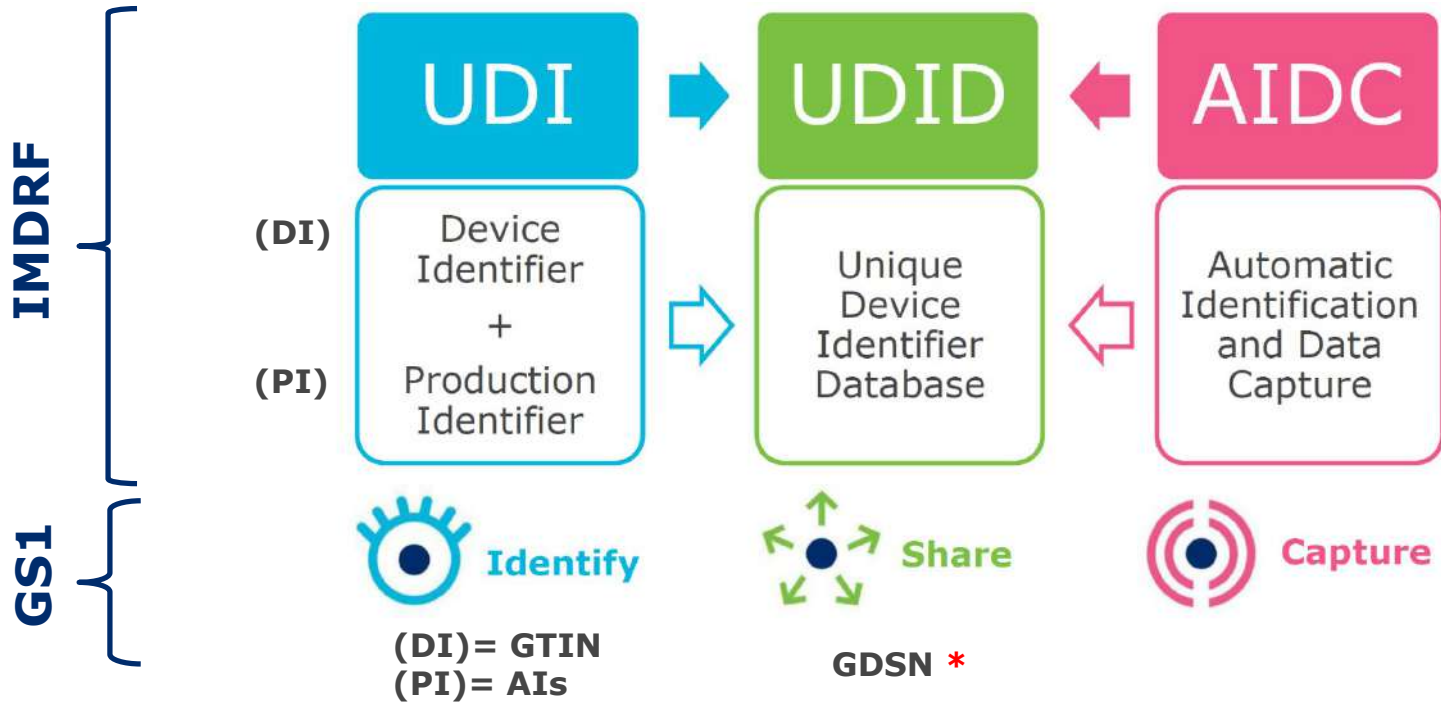 IMDRF
UDI
UDID
AIDC
(DI)
Device
Identifier
+
(PI)
Production
Identifier
Unique
Device
Identifier
Database
Automatic
Identification
and Data
Capture
GS1
Identify
Share
Capture
(DI)= GTIN
(PI)= AIs
GDSN *